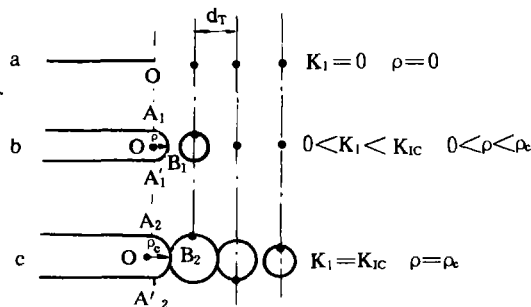 d_T
a O K_I=0 ρ=0
A_1
b O ρ B_1 0<K_I<K_IC 0<ρ<ρ_c
A'_1
A_2
c O ρ_c B_2 K_I=K_IC ρ=ρ_c
A'_2